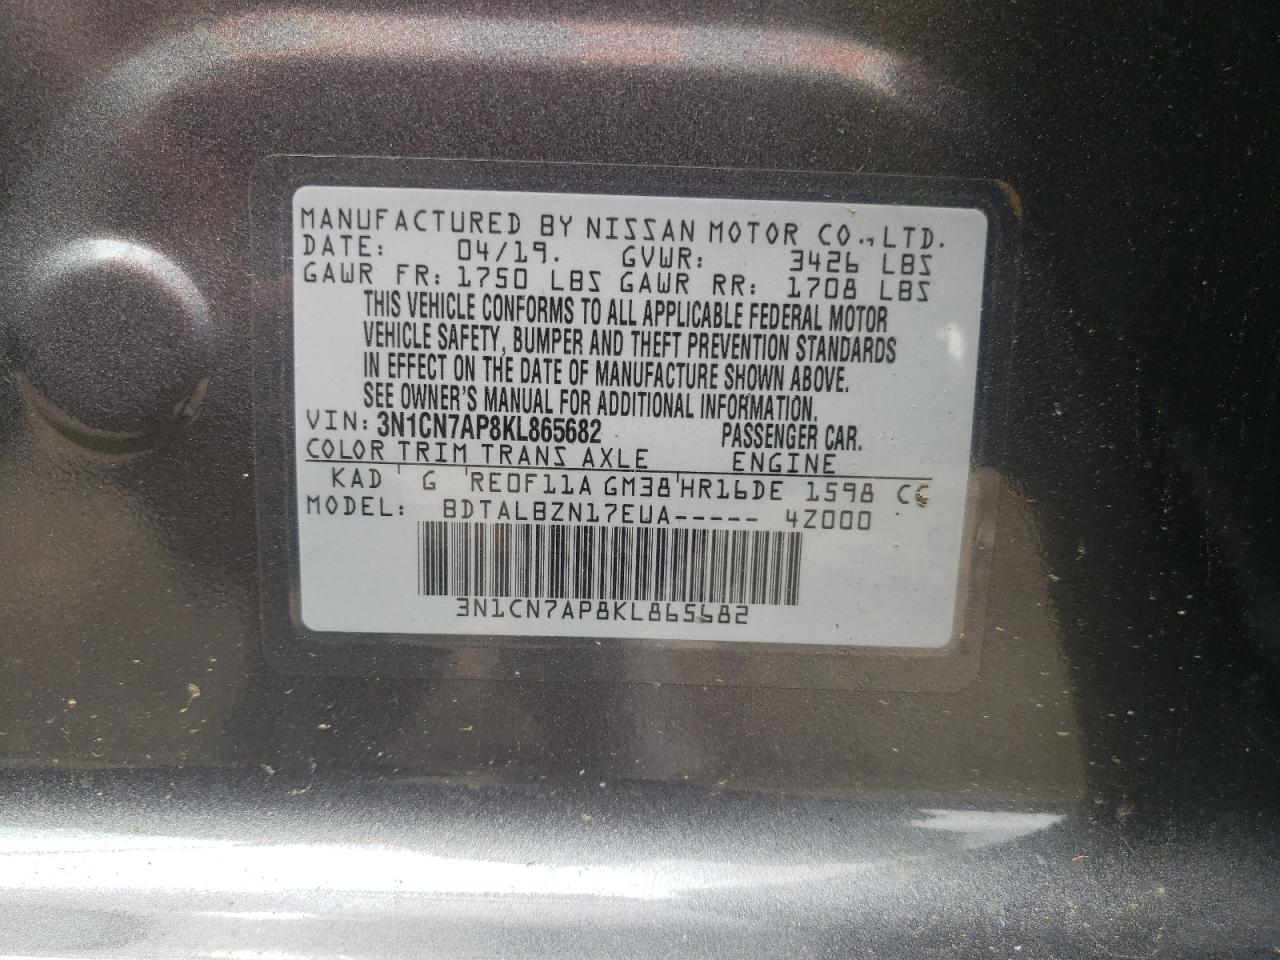 MANUFACTURED BY NISSAN MOTOR CO., LTD.
DATE: 04/19. GVWR: 3426 LBS
GAWR FR: 1750 LBS GAWR RR: 1708 LBS
THIS VEHICLE CONFORMS TO ALL APPLICABLE FEDERAL MOTOR
VEHICLE SAFETY, BUMPER AND THEFT PREVENTION STANDARDS
IN EFFECT ON THE DATE OF MANUFACTURE SHOWN ABOVE.
SEE OWNER'S MANUAL FOR ADDITIONAL INFORMATION.
VIN: 3N1CN7AP8KL865682 PASSENGER CAR.
COLOR TRIM TRANS AXLE ENGINE
KAD G RE0F11A GM38 HR16DE 1598 CC
MODEL: BDTALBZN17EUA----- 4Z000
3N1CN7AP8KL865682